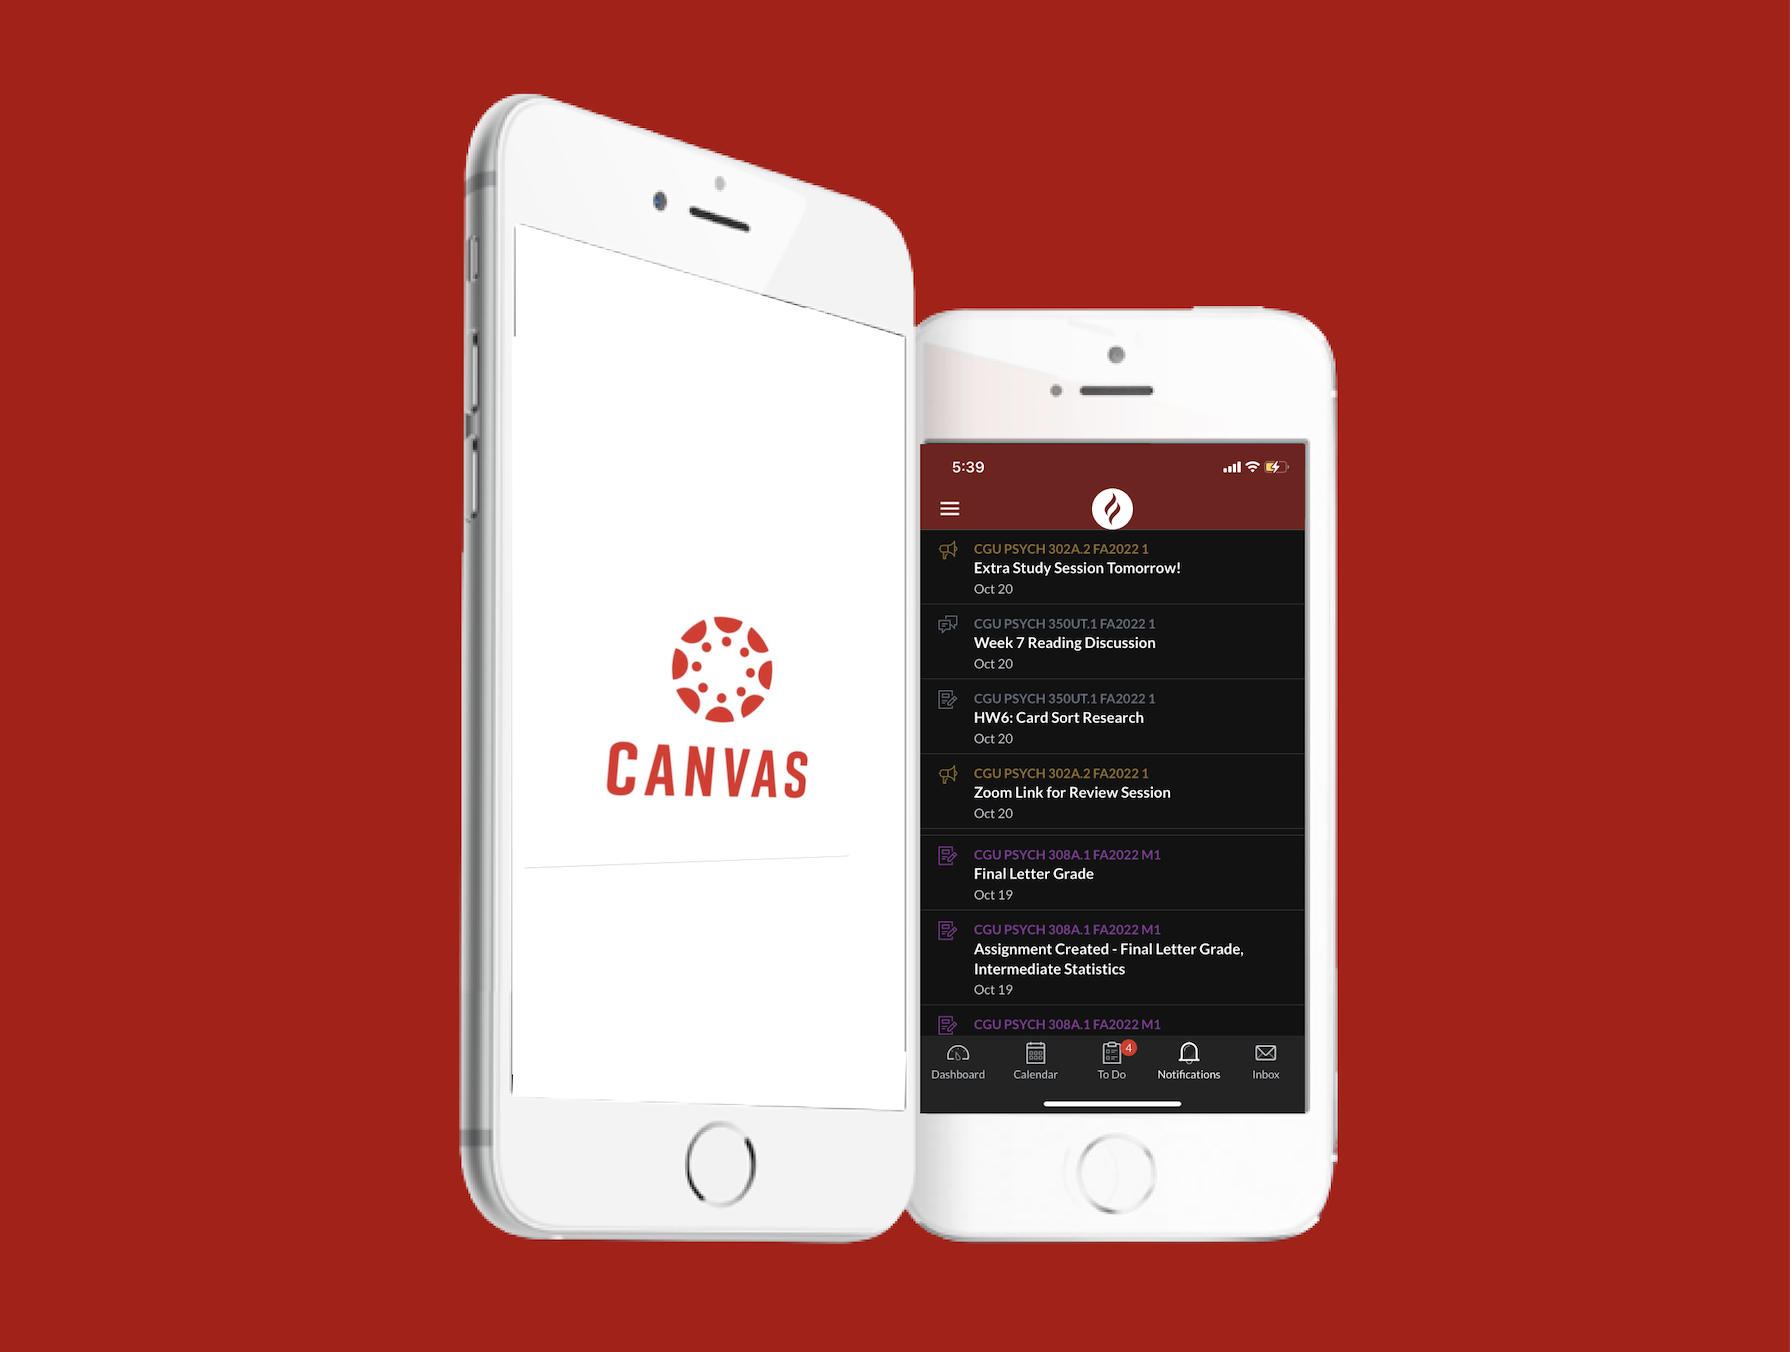 CANVAS
5:39
CGU PSYCH 302A.2 FA2022 1
Extra Study Session Tomorrow!
Oct 20
CGU PSYCH 350UT.1 FA2022 1
Week 7 Reading Discussion
Oct 20
CGU PSYCH 350UT.1 FA2022 1
HW6: Card Sort Research
Oct 20
CGU PSYCH 302A.2 FA2022 1
Zoom Link for Review Session
Oct 20
CGU PSYCH 308A.1 FA2022 M1
Final Letter Grade
Oct 19
CGU PSYCH 308A.1 FA2022 M1
Assignment Created - Final Letter Grade,
Intermediate Statistics
Oct 19
CGU PSYCH 308A.1 FA2022 M1
4
Dashboard Calendar To Do Notifications Inbox